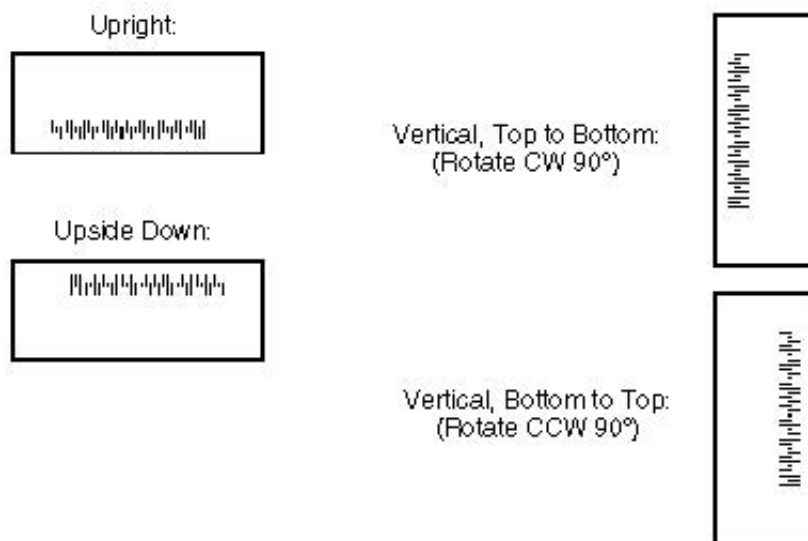 Upright:
Vertical, Top to Bottom:
(Rotate CW 90°)
Upside Down:
Vertical, Bottom to Top:
(Rotate CCW 90°)